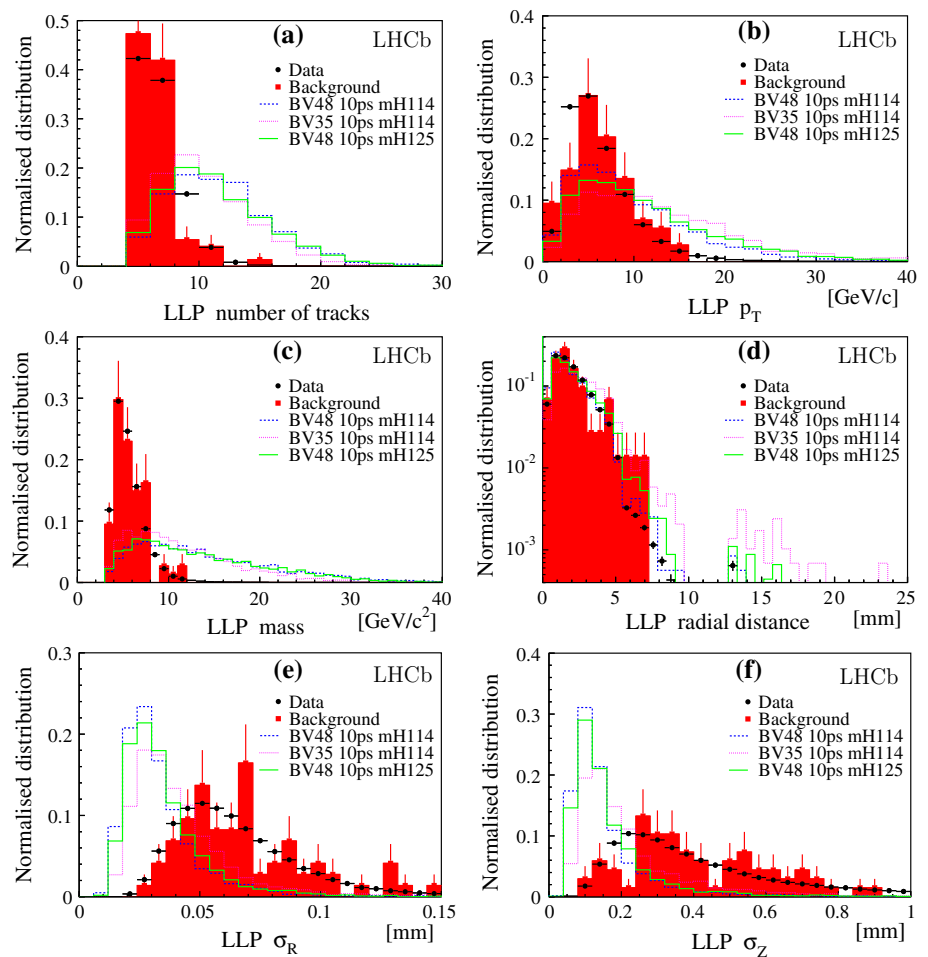 (a) LHCb
Normalised distribution
0.5
0.4
0.3
0.2
0.1
0
Data
Background
BV48 10ps mH114
BV35 10ps mH114
BV48 10ps mH125
0 10 20 30
LLP number of tracks
(b) LHCb
Normalised distribution
0.4
0.3
0.2
0.1
0
Data
Background
BV48 10ps mH114
BV35 10ps mH114
BV48 10ps mH125
0 10 20 30 40
LLP pT [GeV/c]
(c) LHCb
Normalised distribution
0.4
0.3
0.2
0.1
0
Data
Background
BV48 10ps mH114
BV35 10ps mH114
BV48 10ps mH125
0 10 20 30 40
LLP mass [GeV/c²]
(d) LHCb
Normalised distribution
10⁻¹
10⁻²
10⁻³
Data
Background
BV48 10ps mH114
BV35 10ps mH114
BV48 10ps mH125
0 5 10 15 20 25
LLP radial distance [mm]
(e) LHCb
Normalised distribution
0.3
0.2
0.1
0
Data
Background
BV48 10ps mH114
BV35 10ps mH114
BV48 10ps mH125
0 0.05 0.1 0.15
LLP σR [mm]
(f) LHCb
Normalised distribution
0.4
0.3
0.2
0.1
0
Data
Background
BV48 10ps mH114
BV35 10ps mH114
BV48 10ps mH125
0 0.2 0.4 0.6 0.8 1
LLP σZ [mm]